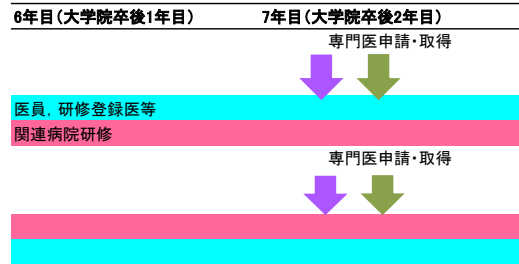 6年目(大学院卒後1年目) 7年目(大学院卒後2年目)
専門医申請・取得
医員，研修登録医等
関連病院研修
専門医申請・取得